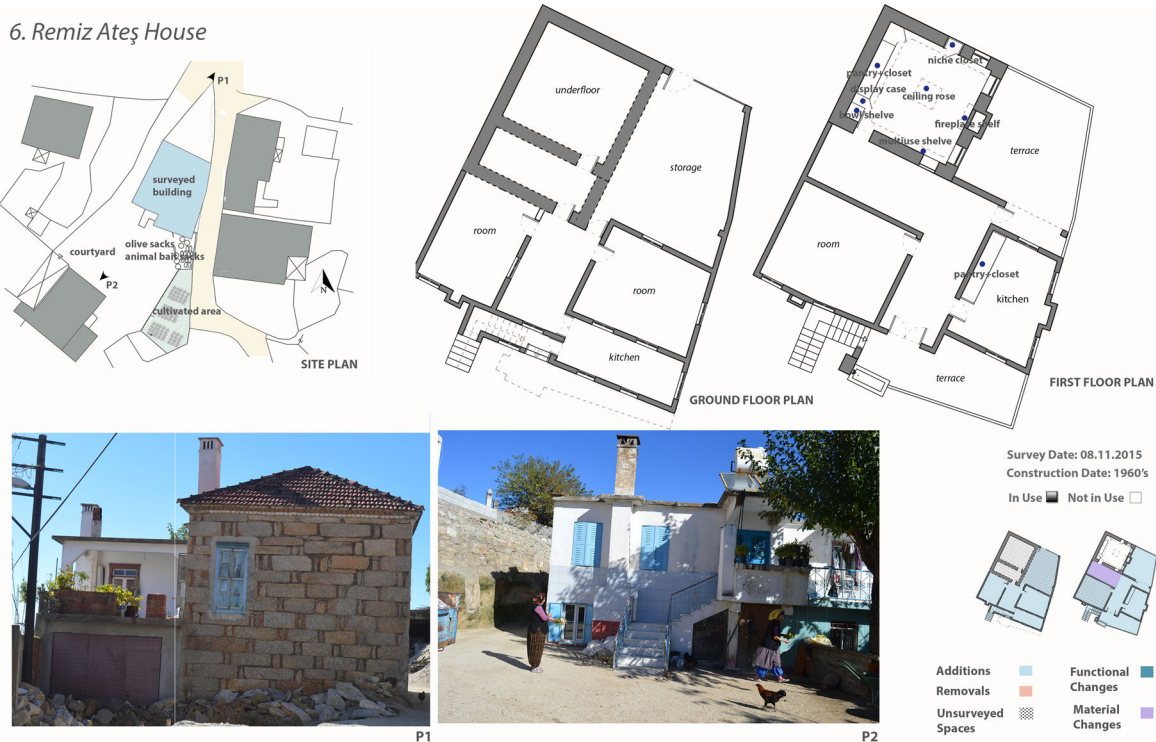 6. Remiz Ateş House
P1
surveyed
building
courtyard
olive sacks
animal bait sacks
P2
cultivated area
N
SITE PLAN
underfloor
storage
room
room
kitchen
GROUND FLOOR PLAN
niche closet
pantry+closet
display case
ceiling rose
bowl shelve
fireplace shelf
multiuse shelve
terrace
room
pantry+closet
kitchen
terrace
FIRST FLOOR PLAN
P1
P2
Survey Date: 08.11.2015
Construction Date: 1960's
In Use
Not in Use
Additions
Removals
Unsurveyed
Spaces
Functional
Changes
Material
Changes